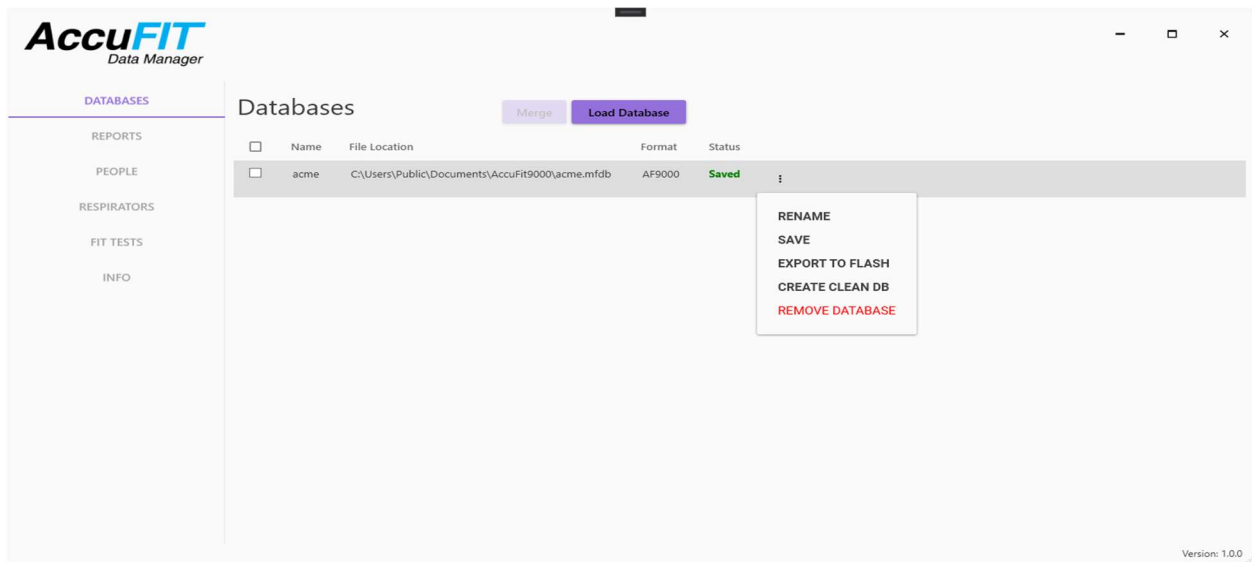 AccuFIT
Data Manager
DATABASES
REPORTS
PEOPLE
RESPIRATORS
FIT TESTS
INFO
Databases
Merge
Load Database
Name File Location Format Status
acme C:\Users\Public\Documents\AccuFit9000\acme.mfdb AF9000 Saved
RENAME
SAVE
EXPORT TO FLASH
CREATE CLEAN DB
REMOVE DATABASE
Version: 1.0.0